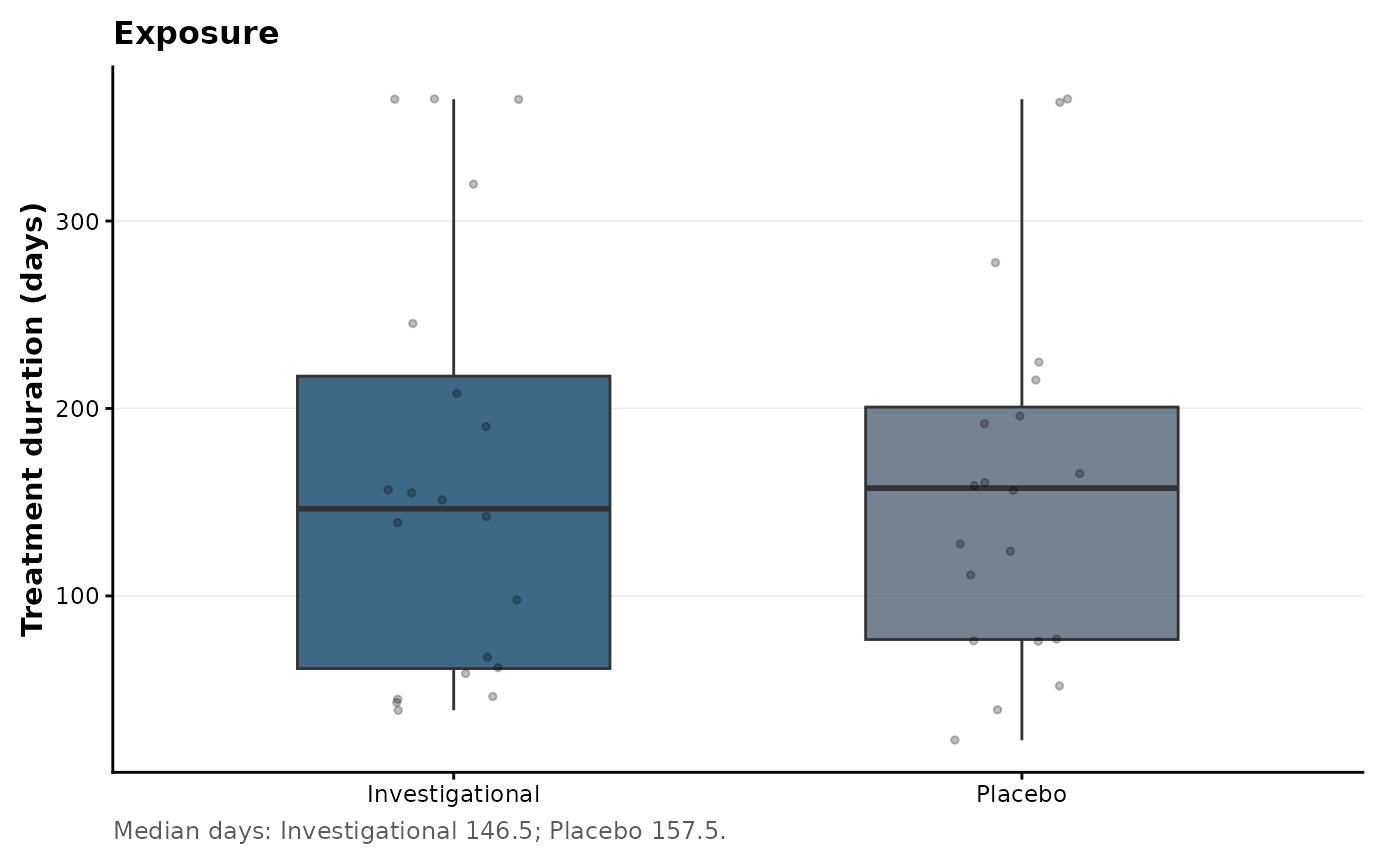 Exposure
Treatment duration (days)
300
200
100
Investigational
Placebo
Median days: Investigational 146.5; Placebo 157.5.